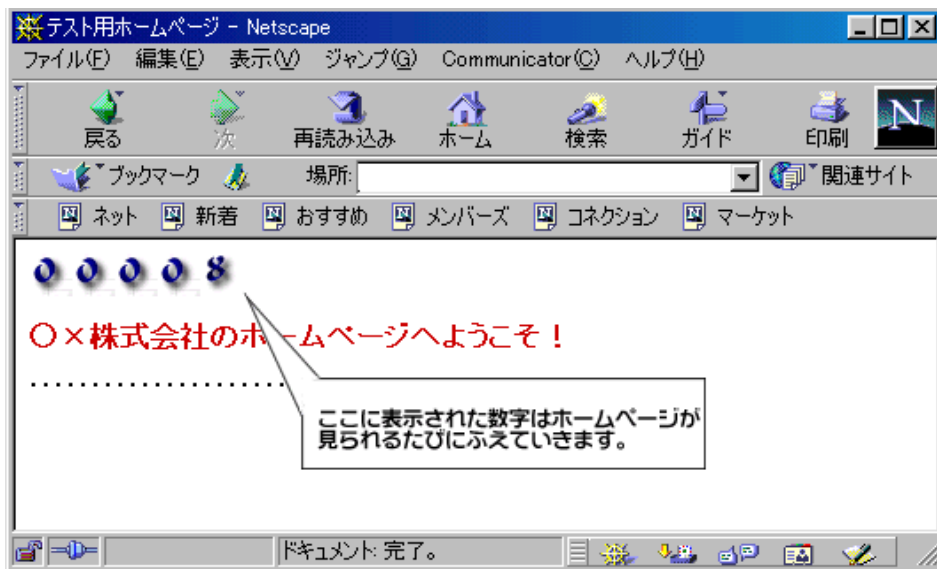 テスト用ホームページ - Netscape
ファイル(F) 編集(E) 表示(V) ジャンプ(G) Communicator(C) ヘルプ(H)
戻る 次 再読み込み ホーム 検索 ガイド 印刷 N
ブックマーク 場所: 関連サイト
ネット 新着 おすすめ メンバーズ コネクション マーケット
00008
〇×株式会社のホームページへようこそ！
......................
ここに表示された数字はホームページが
見られるたびにふえていきます。
ドキュメント: 完了。